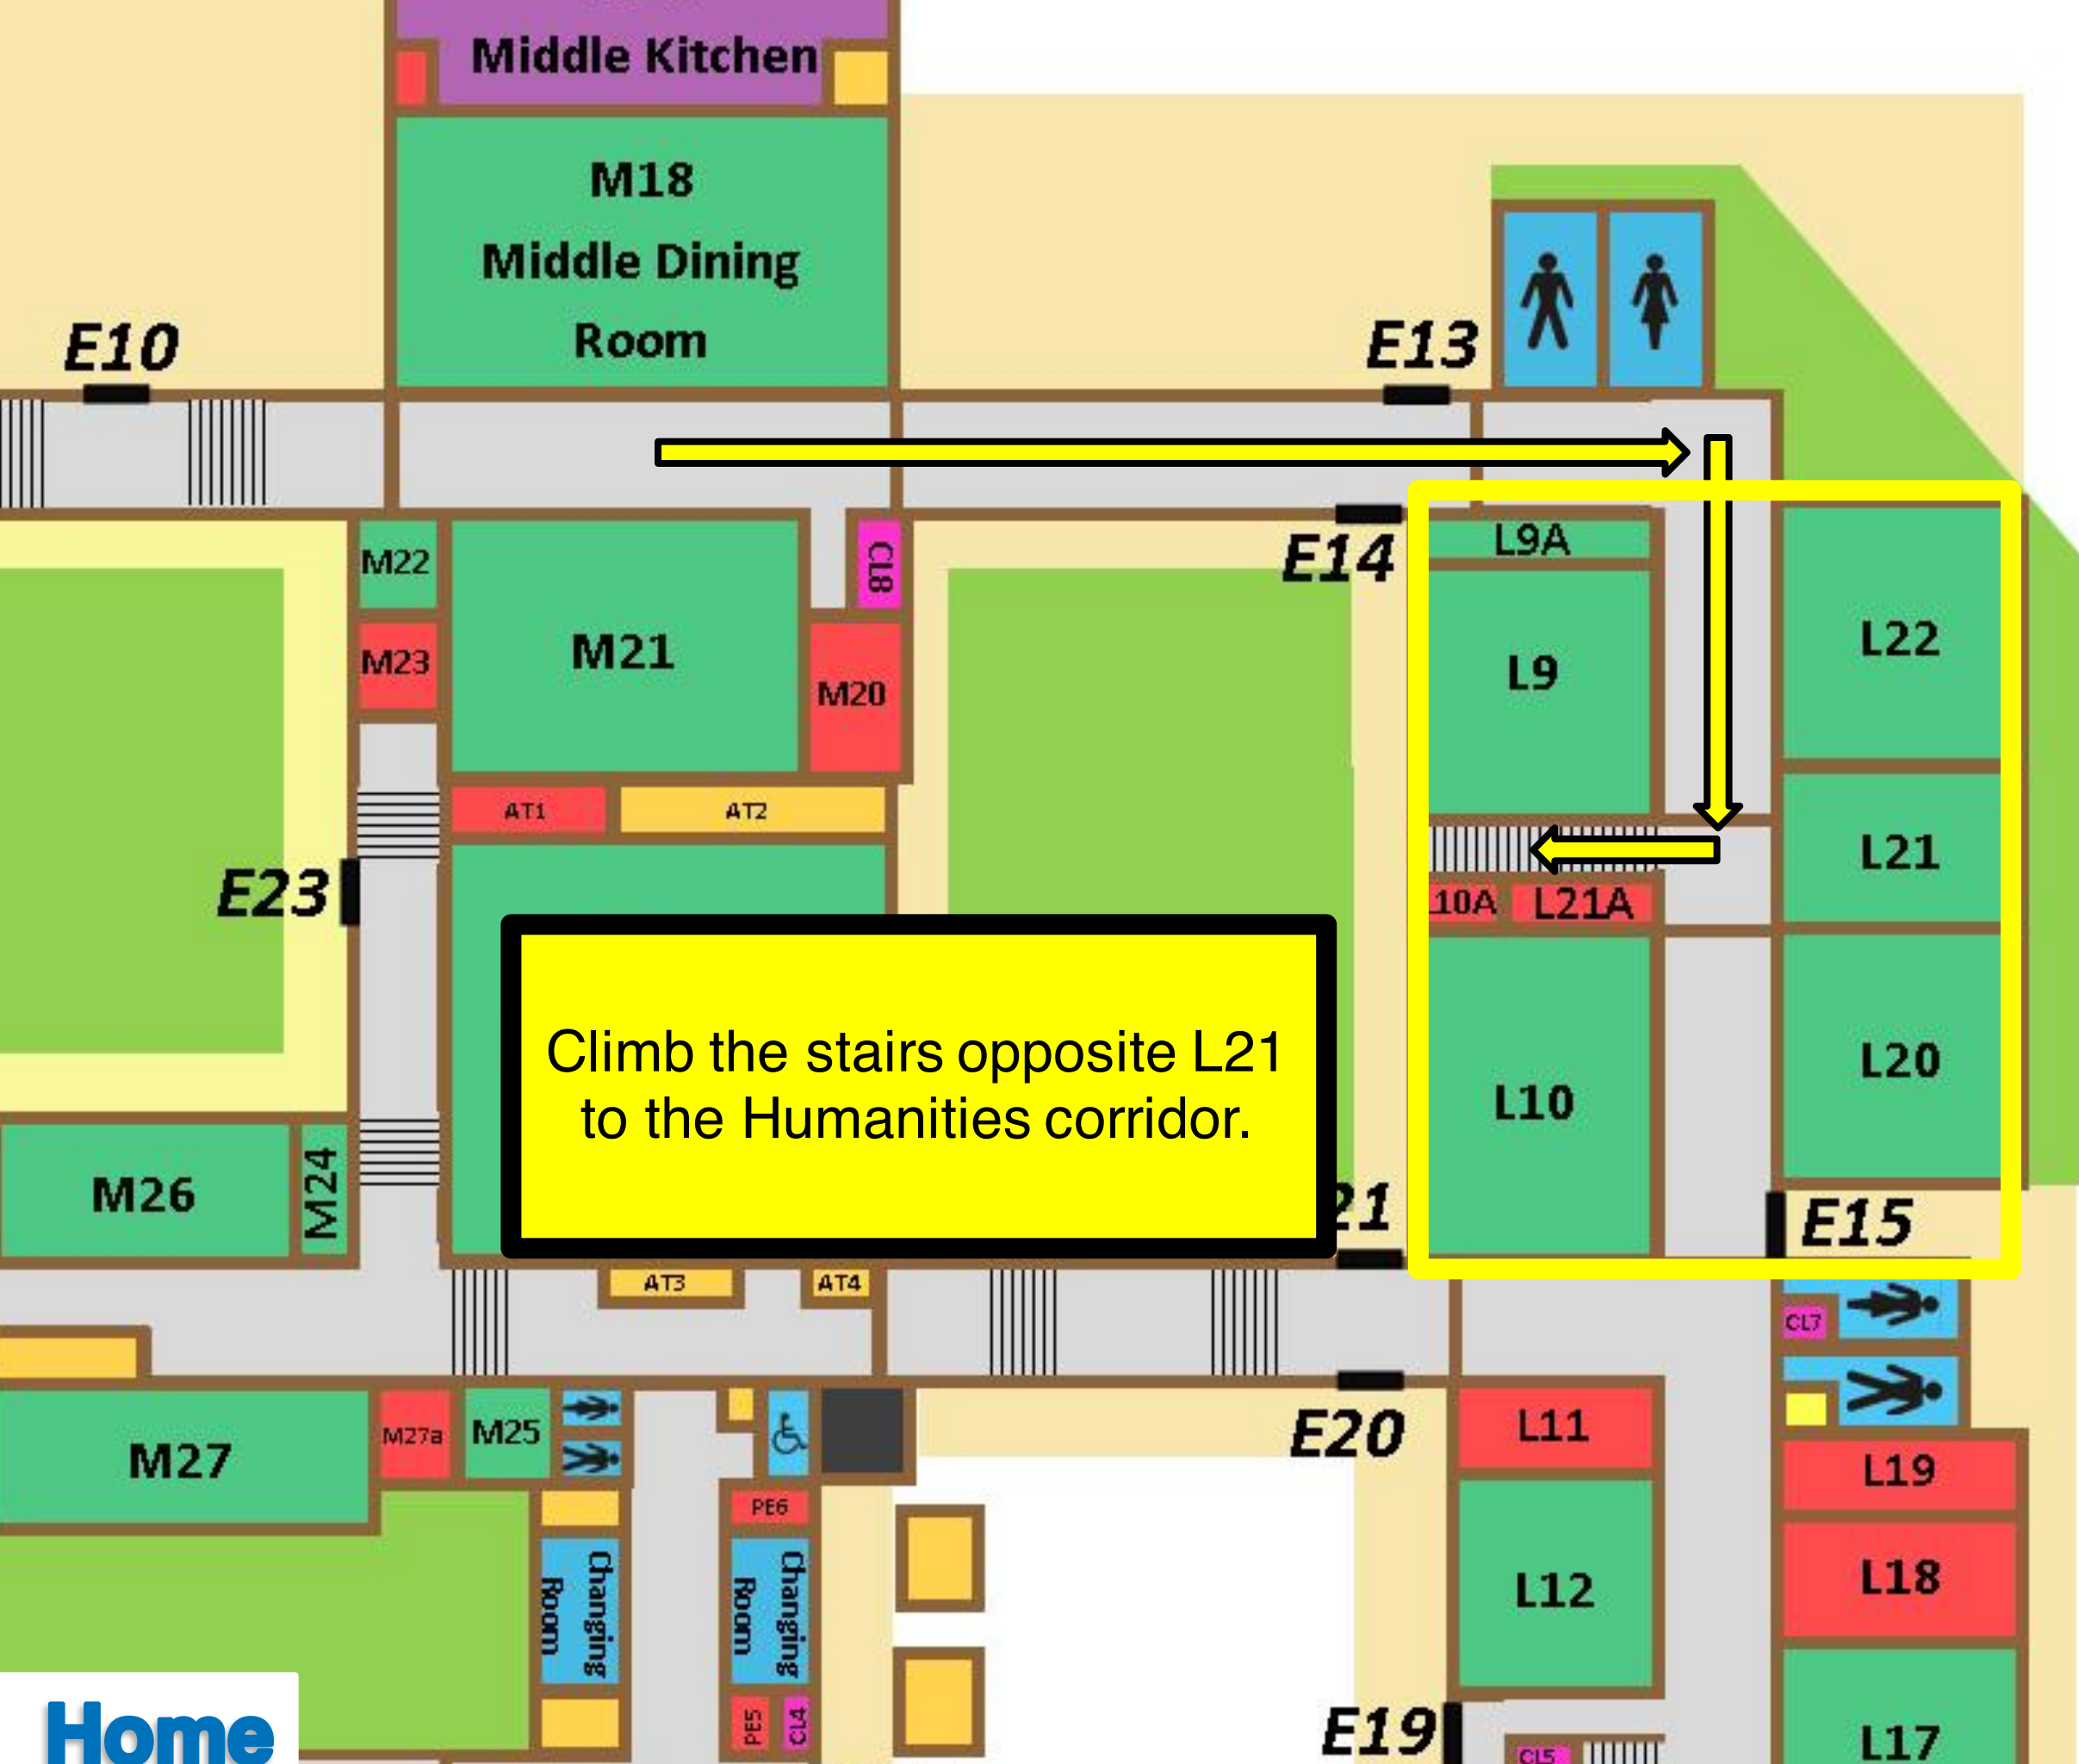 Middle Kitchen
M18
Middle Dining
Room
E10
E13
M22
CL8
E14
L9A
M23
M21
M20
L9
L22
AT1
AT2
L21
E23
10A
L21A
Climb the stairs opposite L21
to the Humanities corridor.
L10
L20
M26
M24
21
E15
AT3
AT4
CL7
M27
M27a
M25
E20
L11
L19
PE6
Changing
Room
Changing
Room
L12
L18
PE5
CL4
E19
L17
CL5
Home